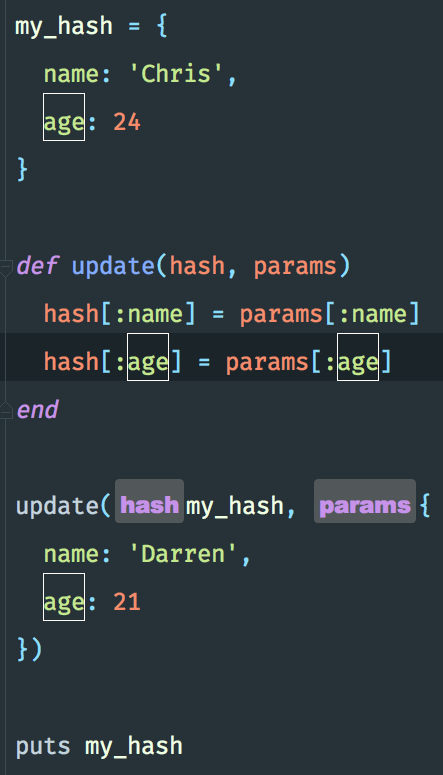 my_hash = {
  name: 'Chris',
  age: 24
}
def update(hash, params)
  hash[:name] = params[:name]
  hash[:age] = params[:age]
end
update( hash my_hash, params {
  name: 'Darren',
  age: 21
})
puts my_hash